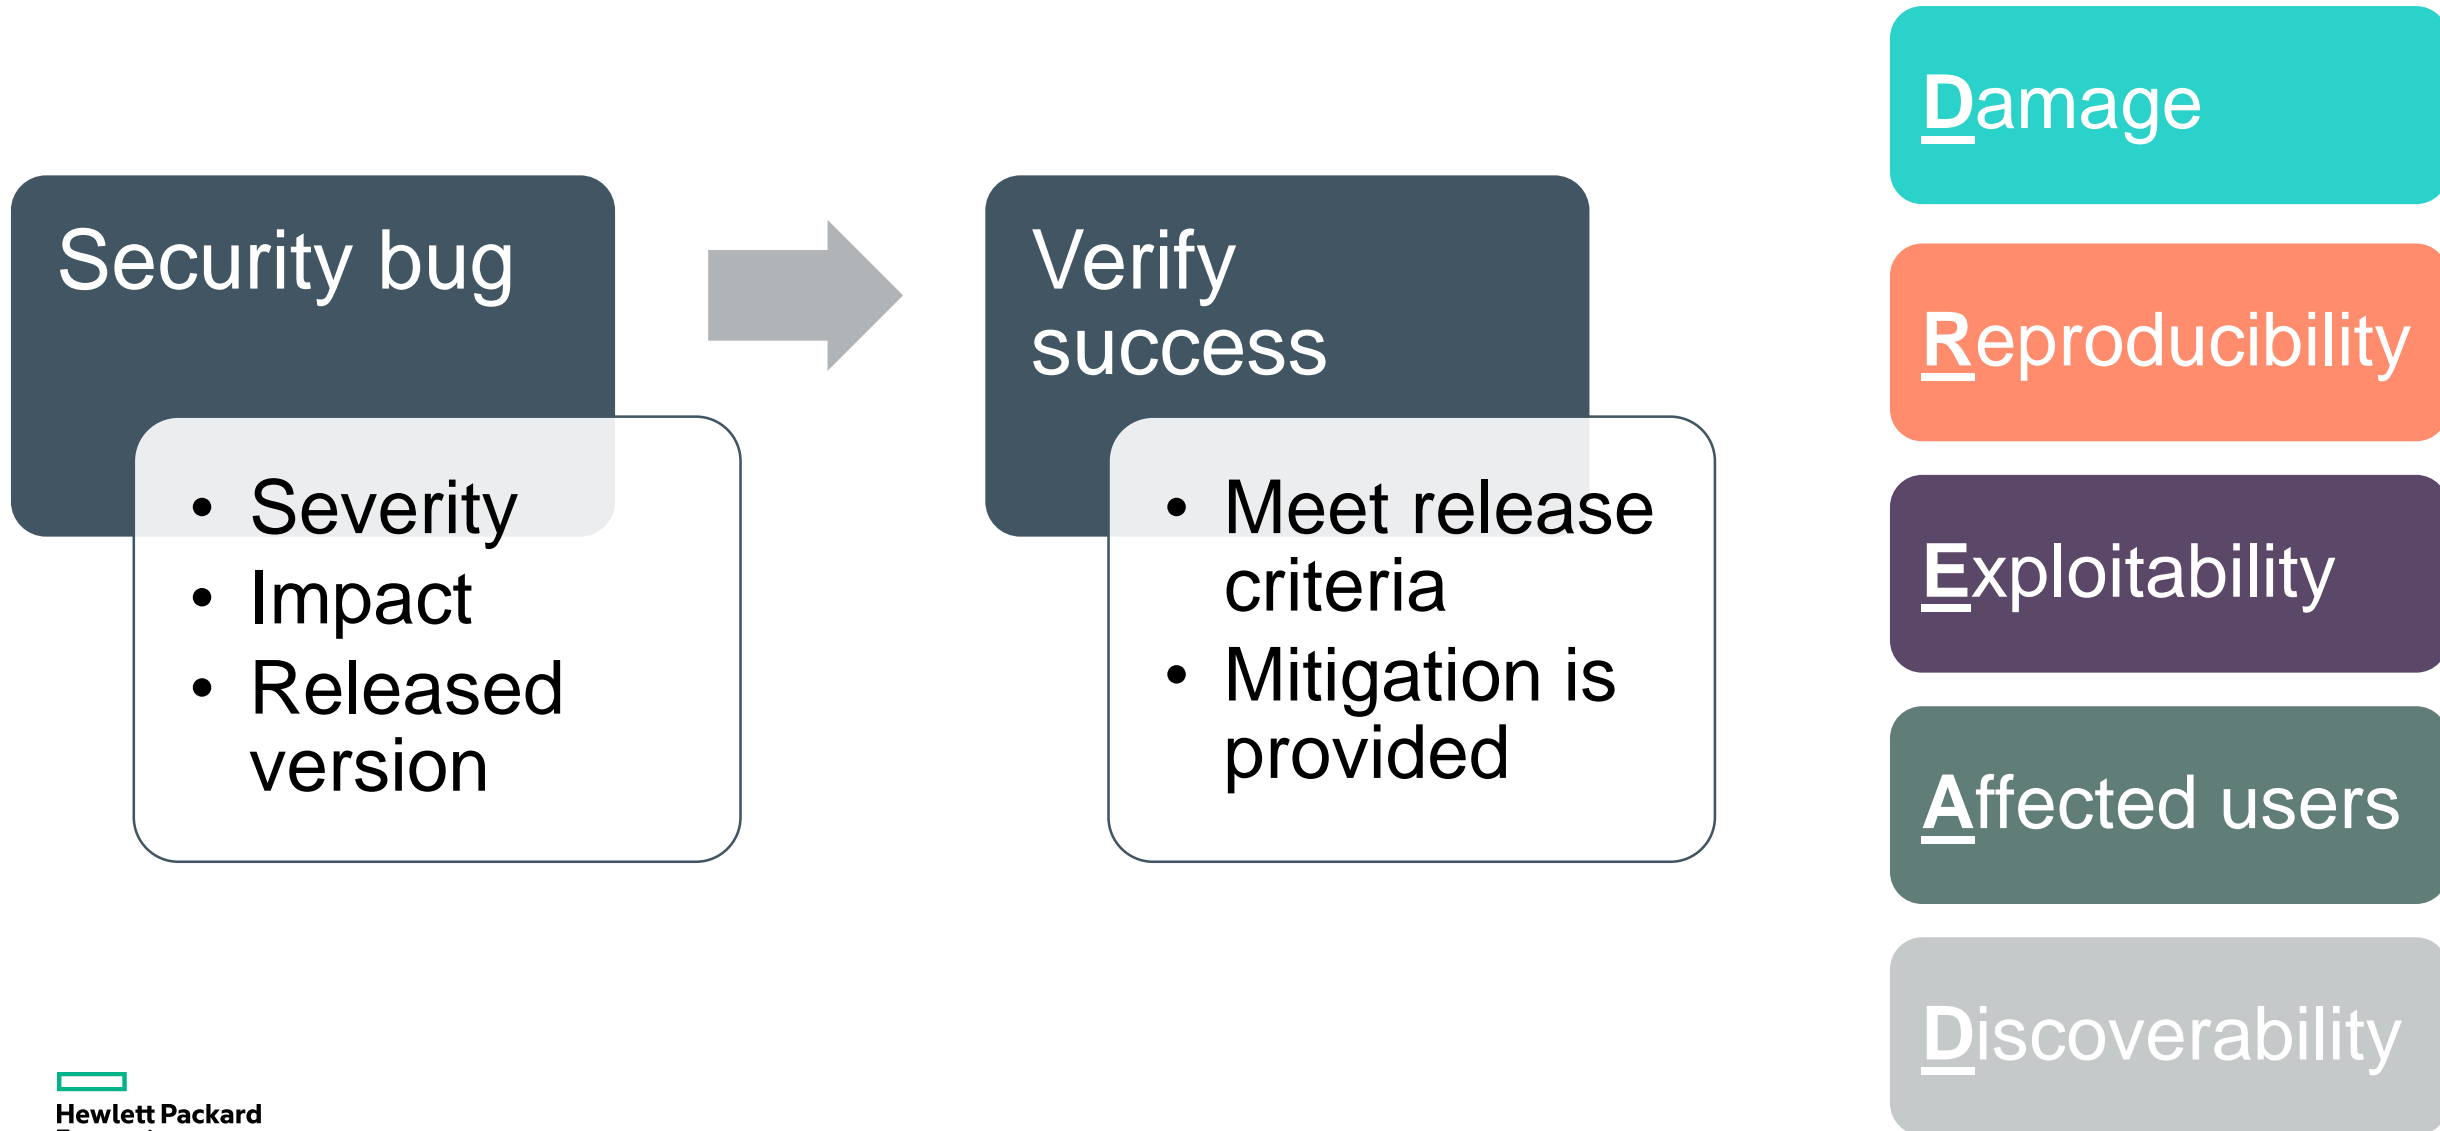 Security bug
• Severity
• Impact
• Released
version
Verify
success
• Meet release
criteria
• Mitigation is
provided
Damage
Reproducibility
Exploitability
Affected users
Discoverability
Hewlett Packard